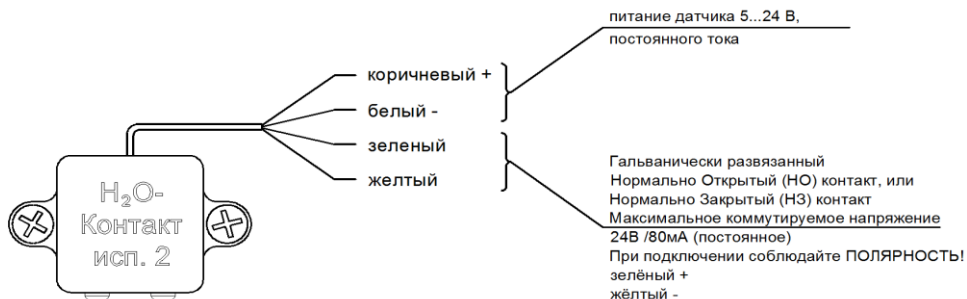 питание датчика 5...24 В,
постоянного тока
коричневый +
белый -
зеленый
желтый
H₂O-
Контакт
исп. 2
Гальванически развязанный
Нормально Открытый (НО) контакт, или
Нормально Закрытый (НЗ) контакт
Максимальное коммутируемое напряжение
24В /80мА (постоянное)
При подключении соблюдайте ПОЛЯРНОСТЬ!
зелёный +
жёлтый -